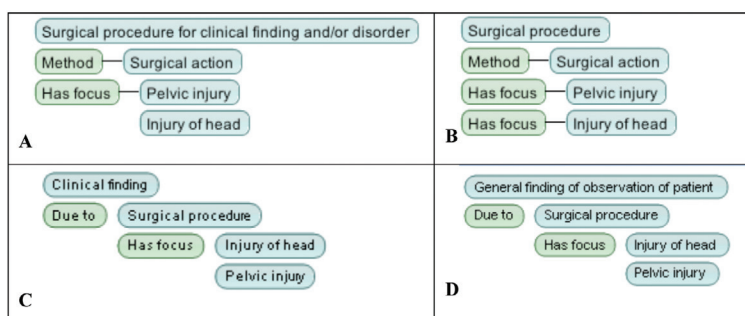 Surgical procedure for clinical finding and/or disorder
Method Surgical action
Has focus Pelvic injury
Injury of head
A
Surgical procedure
Method Surgical action
Has focus Pelvic injury
Has focus Injury of head
B
Clinical finding
Due to Surgical procedure
Has focus Injury of head
Pelvic injury
C
General finding of observation of patient
Due to Surgical procedure
Has focus Injury of head
Pelvic injury
D